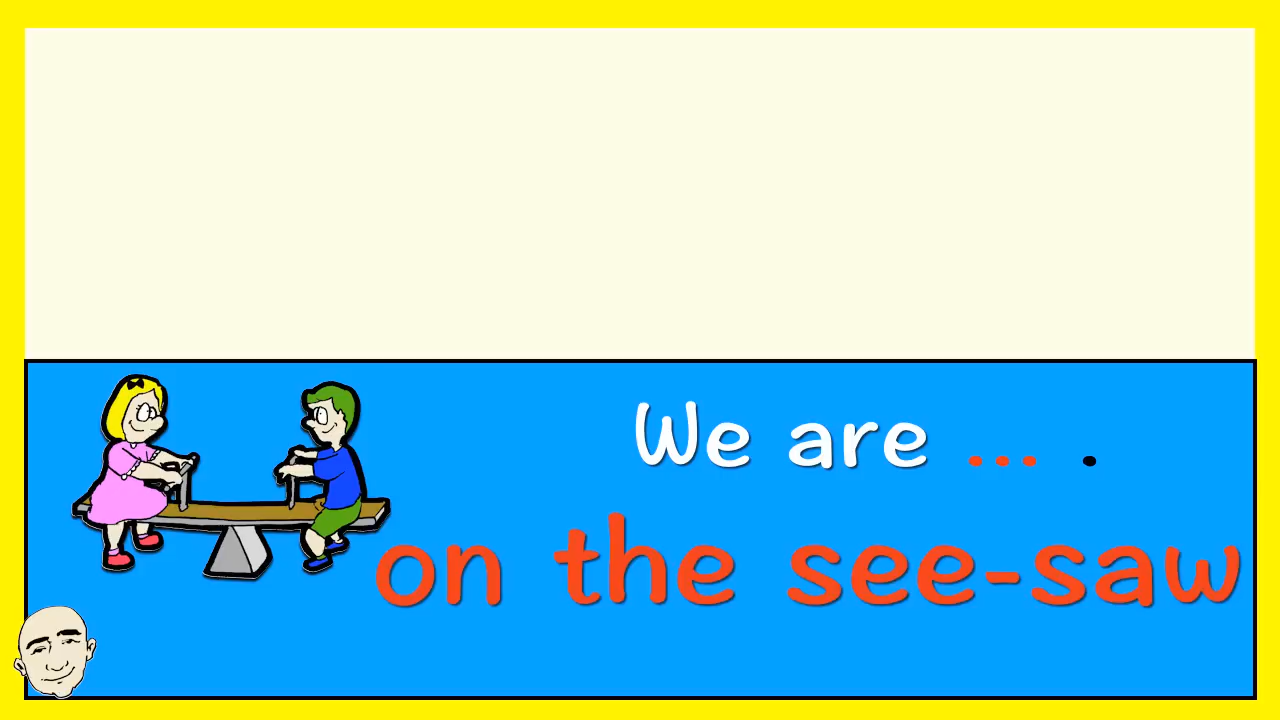 We are ... .
on the see-saw